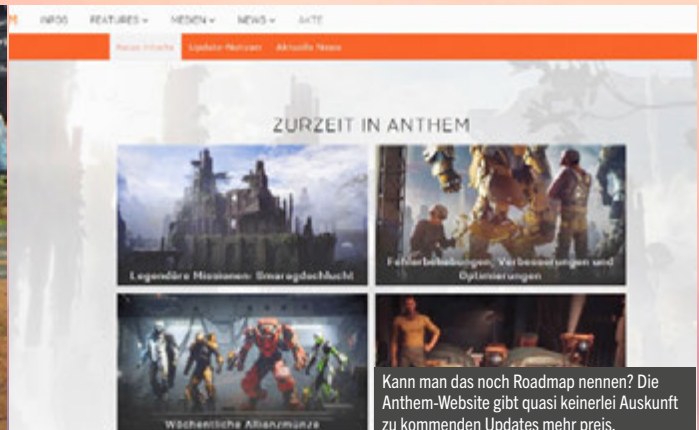 INFOS FEATURES MEDIEN NEWS AKTE
Neue Inhalte Update-Notizen Aktuelle News
ZURZEIT IN ANTHEM
Legendäre Missionen: Smaragdschlucht
Fehlerbehebungen, Verbesserungen und
Optimierungen
Wöchentliche Allianzmünze
Kann man das noch Roadmap nennen? Die
Anthem-Website gibt quasi keinerlei Auskunft
zu kommenden Updates mehr preis.